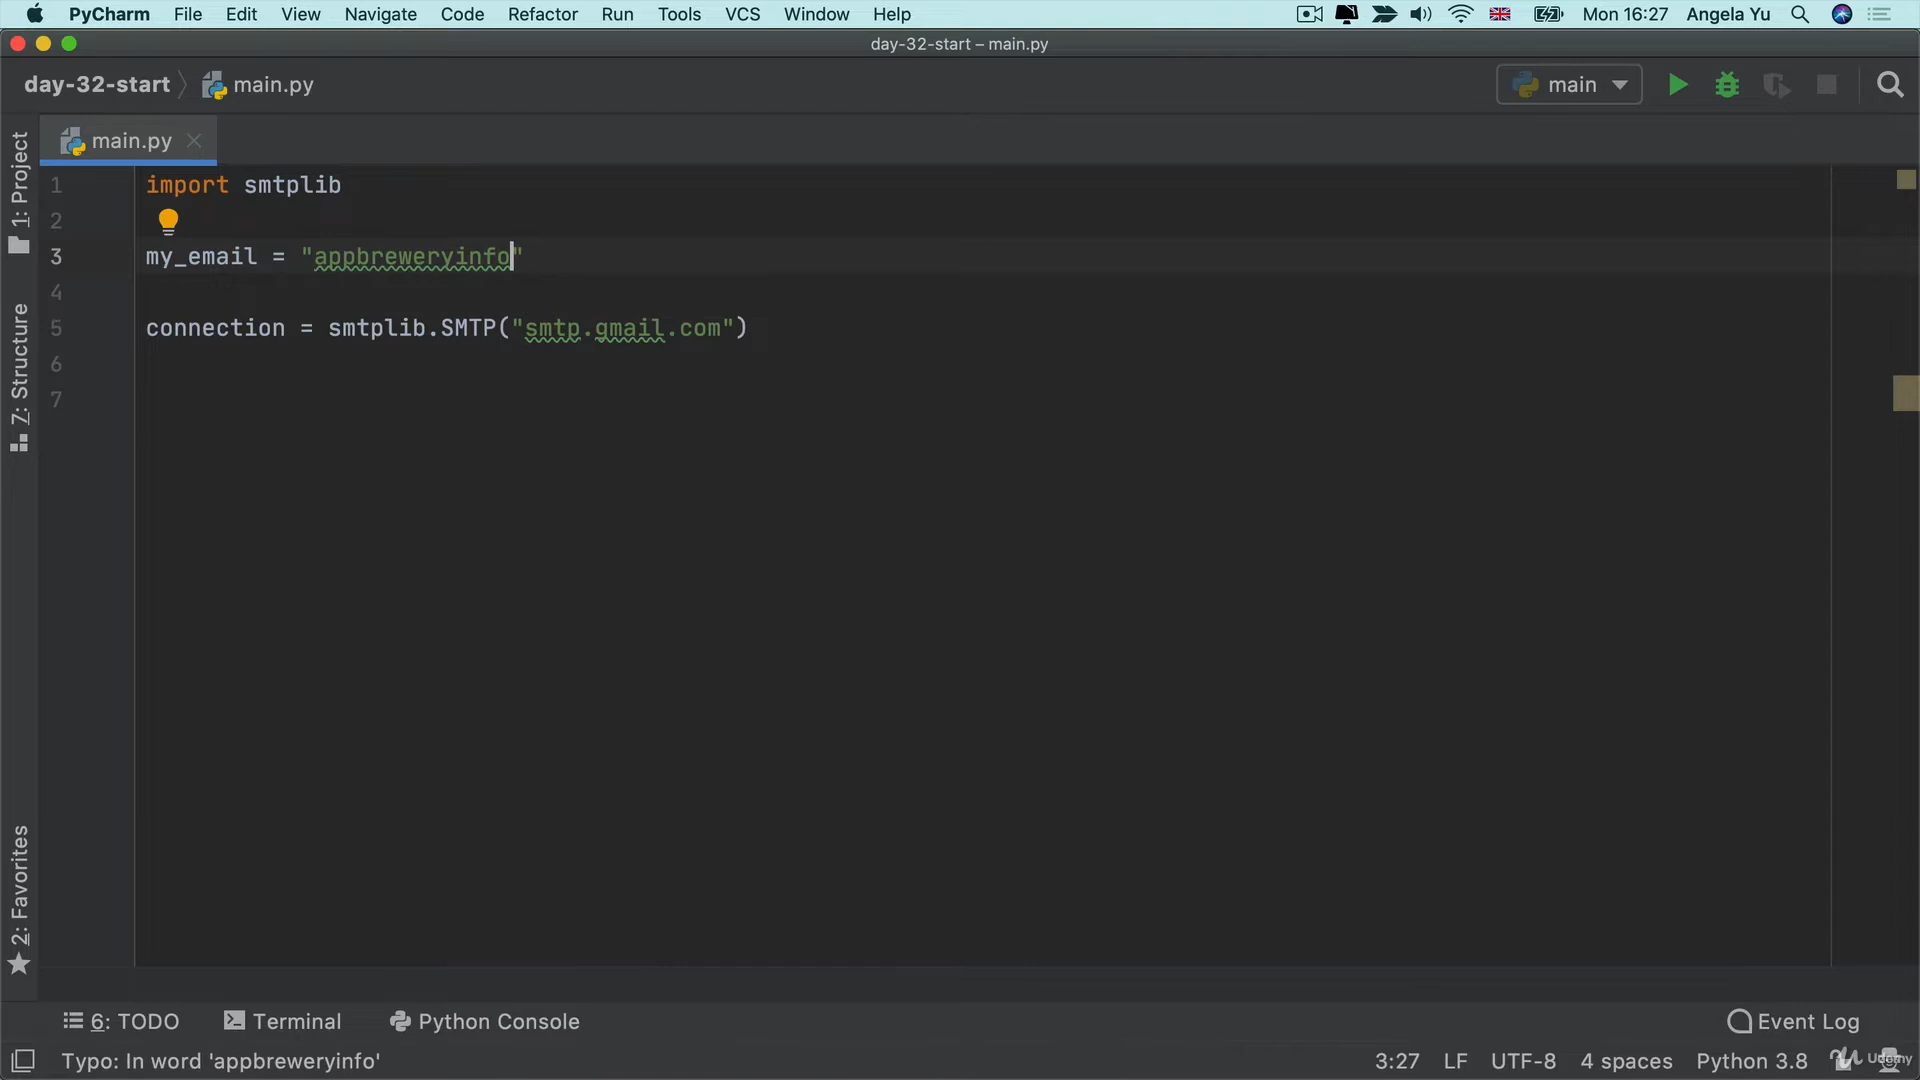 PyCharm File Edit View Navigate Code Refactor Run Tools VCS Window Help Mon 16:27 Angela Yu
day-32-start – main.py
day-32-start main.py main
main.py
1: Project
7: Structure
2: Favorites
1 import smtplib
2
3 my_email = "appbreweryinfo"
4
5 connection = smtplib.SMTP("smtp.gmail.com")
6
7
6: TODO Terminal Python Console Event Log
Typo: In word 'appbreweryinfo' 3:27 LF UTF-8 4 spaces Python 3.8 Udemy